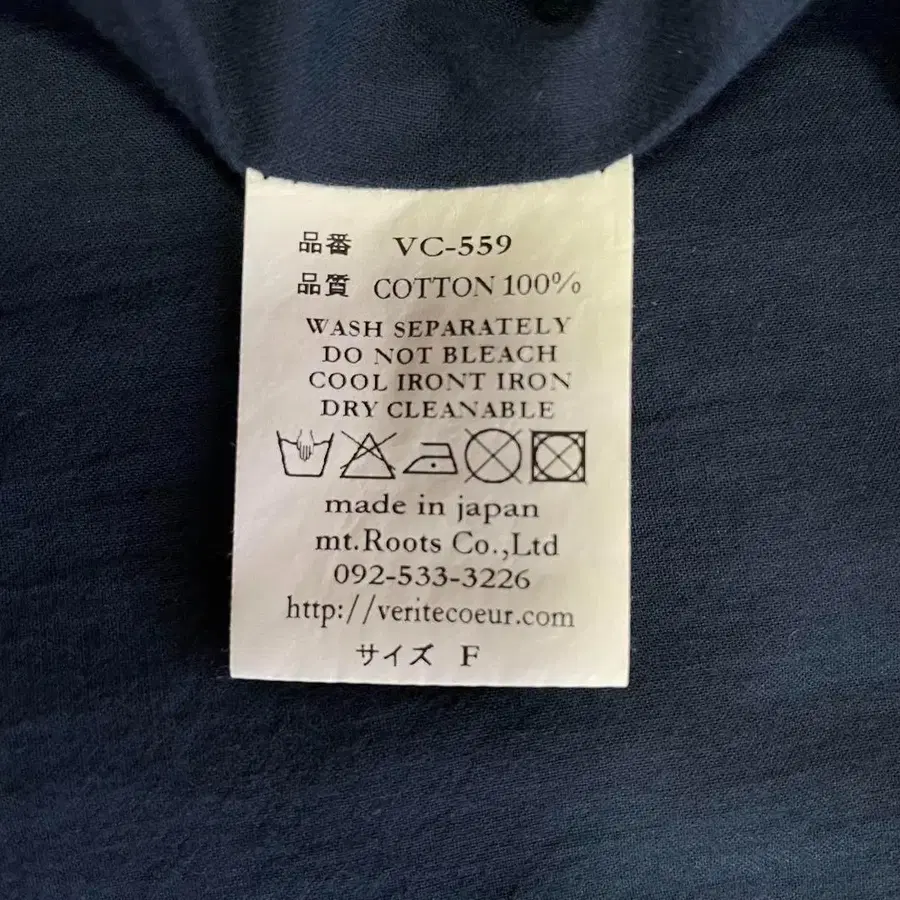 品番 VC-559
品質 COTTON 100%
WASH SEPARATELY
DO NOT BLEACH
COOL IRONT IRON
DRY CLEANABLE
made in japan
mt.Roots Co.,Ltd
092-533-3226
http://veritecoeur.com
サイズ F